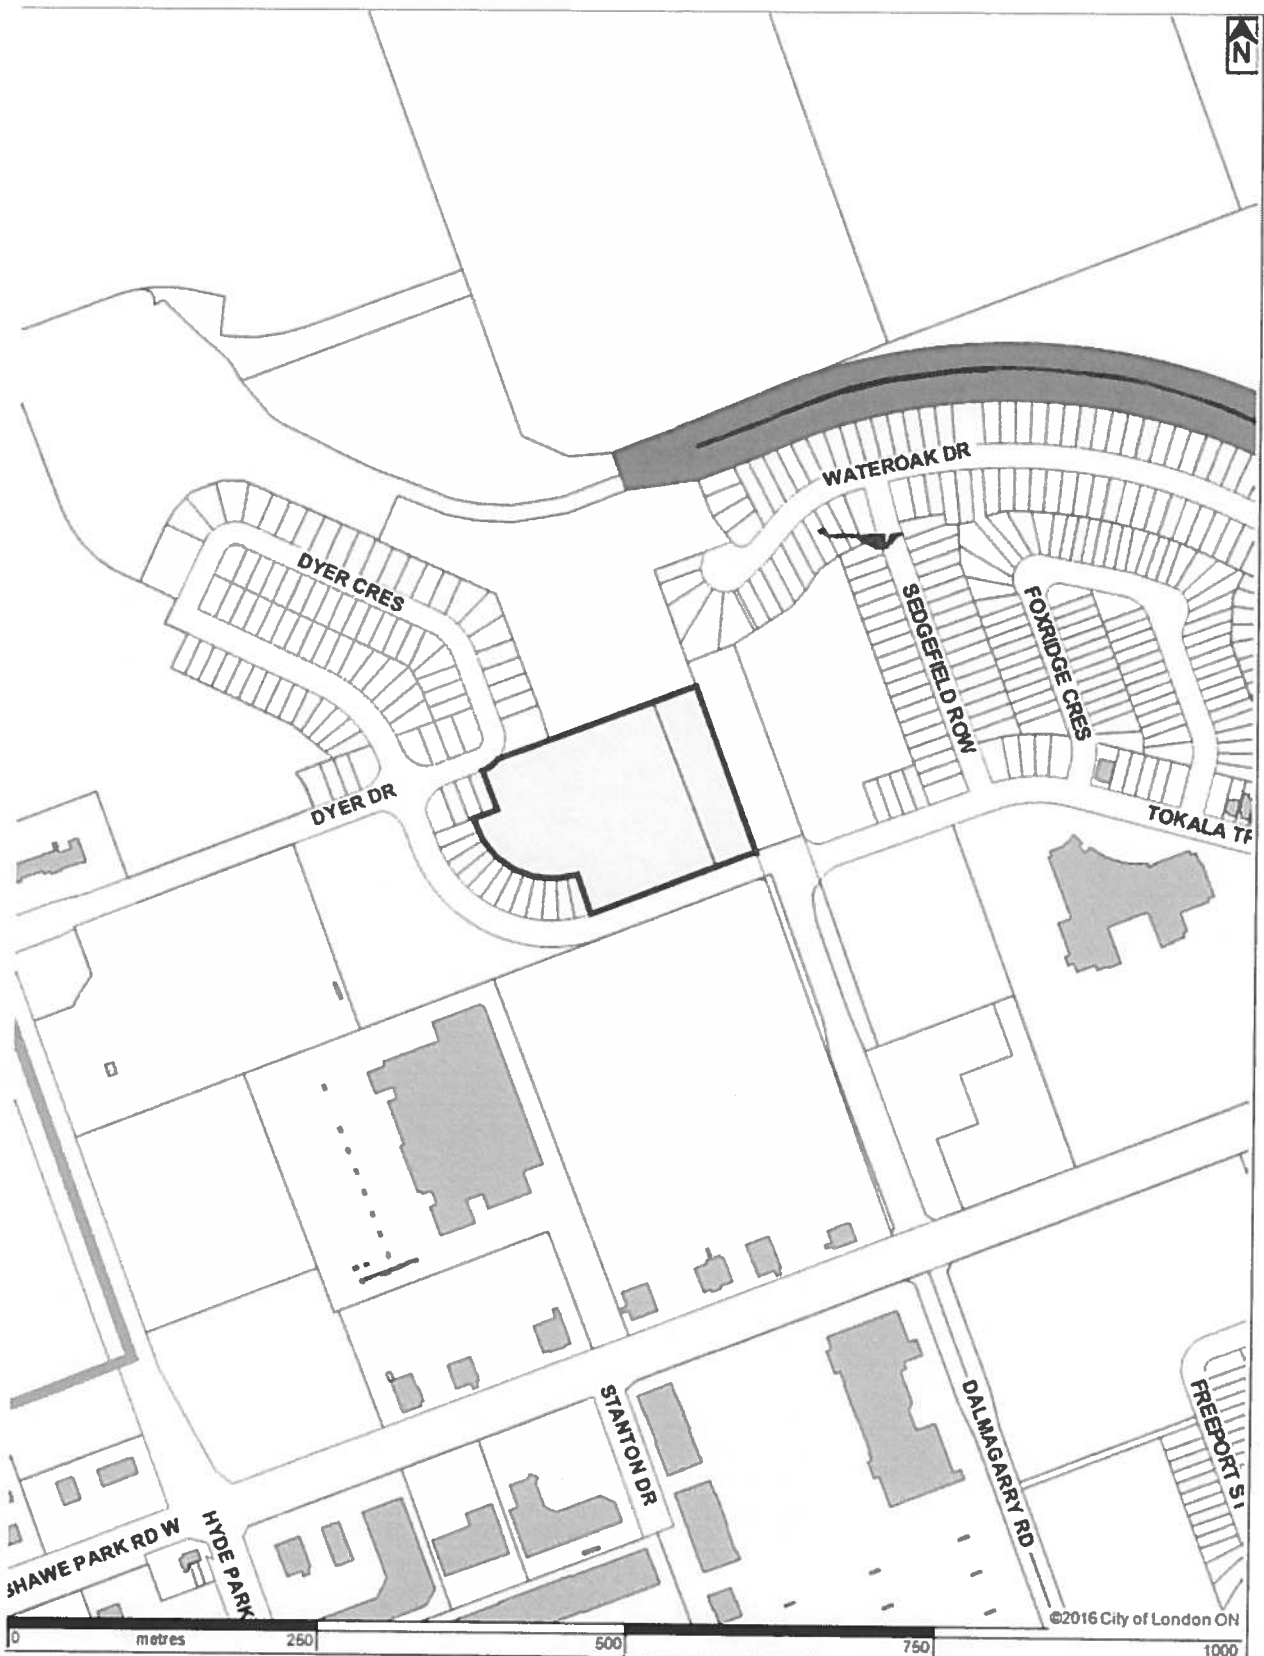 N
WATEROAK DR
DYER CRES
SEDGEFIELD ROW
FOXRIDGE CRES
DYER DR
TOKALA TR
STANTON DR
DALMAGARRY RD
FREEPORT ST
SHAWE PARK RD W
HYDE PARK
©2016 City of London ON
0 metres 250 500 750 1000